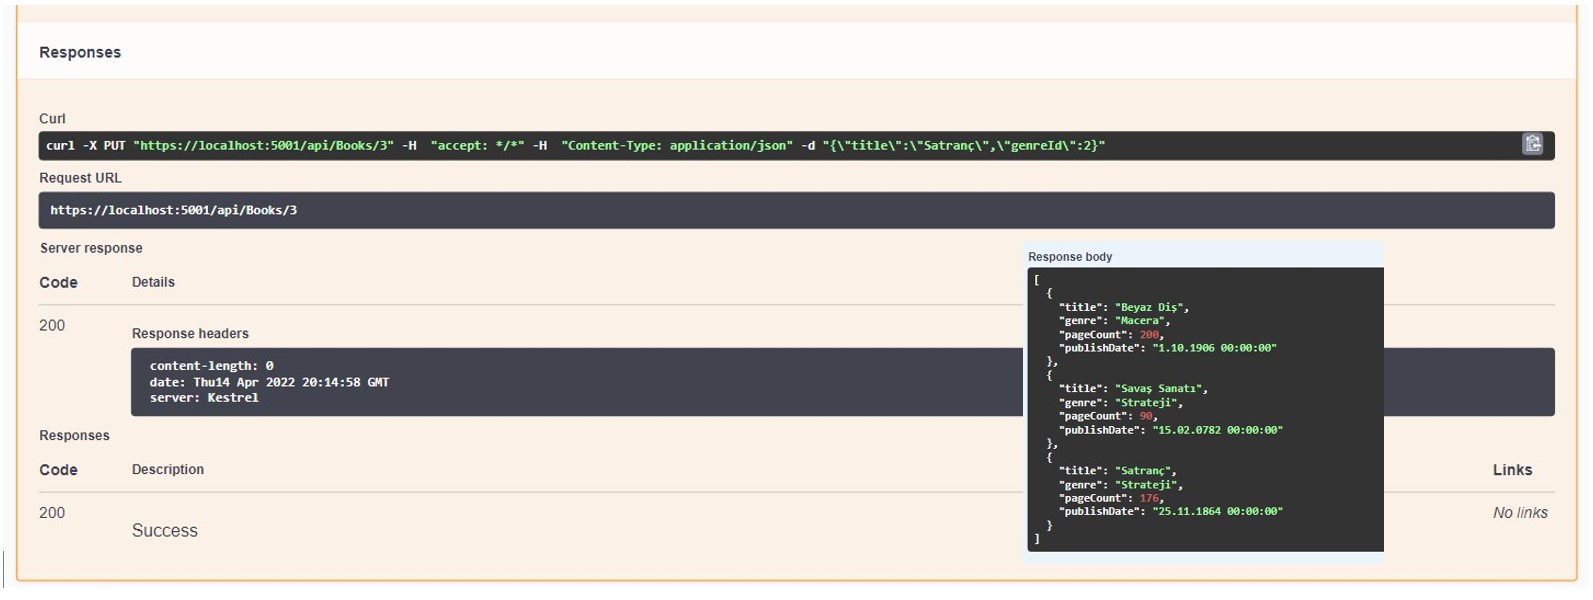 Responses
Curl
curl -X PUT "https://localhost:5001/api/Books/3" -H  "accept: */*" -H  "Content-Type: application/json" -d "{\"title\":\"Satranç\",\"genreId\":2}"
Request URL
https://localhost:5001/api/Books/3
Server response
Code Details
200
Response headers
content-length: 0
date: Thu14 Apr 2022 20:14:58 GMT
server: Kestrel
Responses
Code Description Links
200
Success
No links
Response body
[
{
"title": "Beyaz Diş",
"genre": "Macera",
"pageCount": 200,
"publishDate": "1.10.1906 00:00:00"
},
{
"title": "Savaş Sanatı",
"genre": "Strateji",
"pageCount": 90,
"publishDate": "15.02.0782 00:00:00"
},
{
"title": "Satranç",
"genre": "Strateji",
"pageCount": 176,
"publishDate": "25.11.1864 00:00:00"
}
]